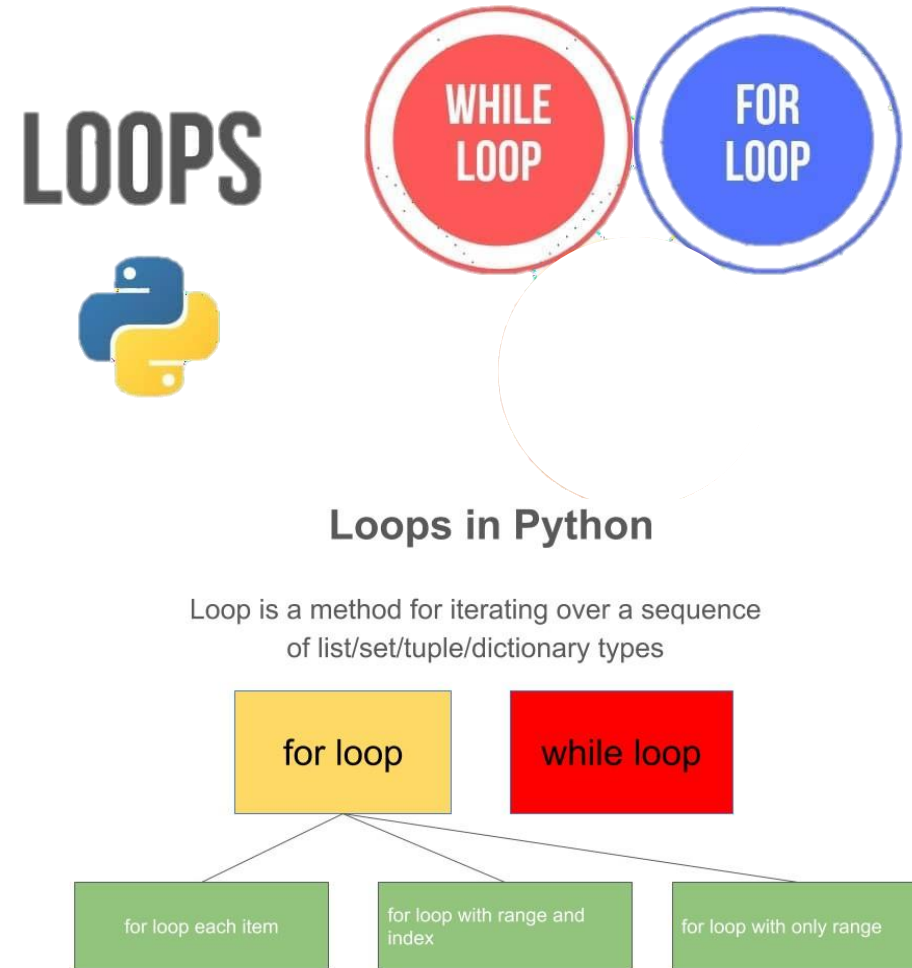 LOOPS
WHILE
LOOP
FOR
LOOP
Loops in Python
Loop is a method for iterating over a sequence
of list/set/tuple/dictionary types
for loop
while loop
for loop each item
for loop with range and
index
for loop with only range